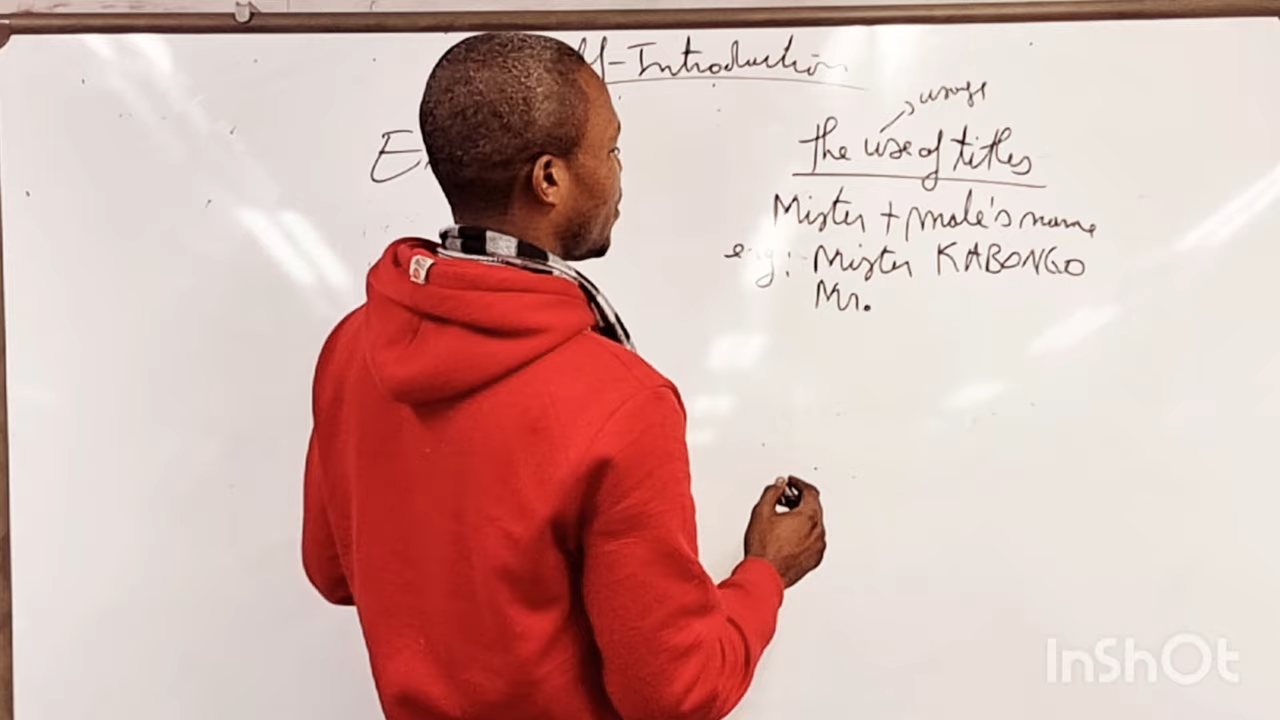 -Introduction
usage
The use of titles
Mister + male's name
e.g: Mister KABONGO
Mr.
E
InShOt